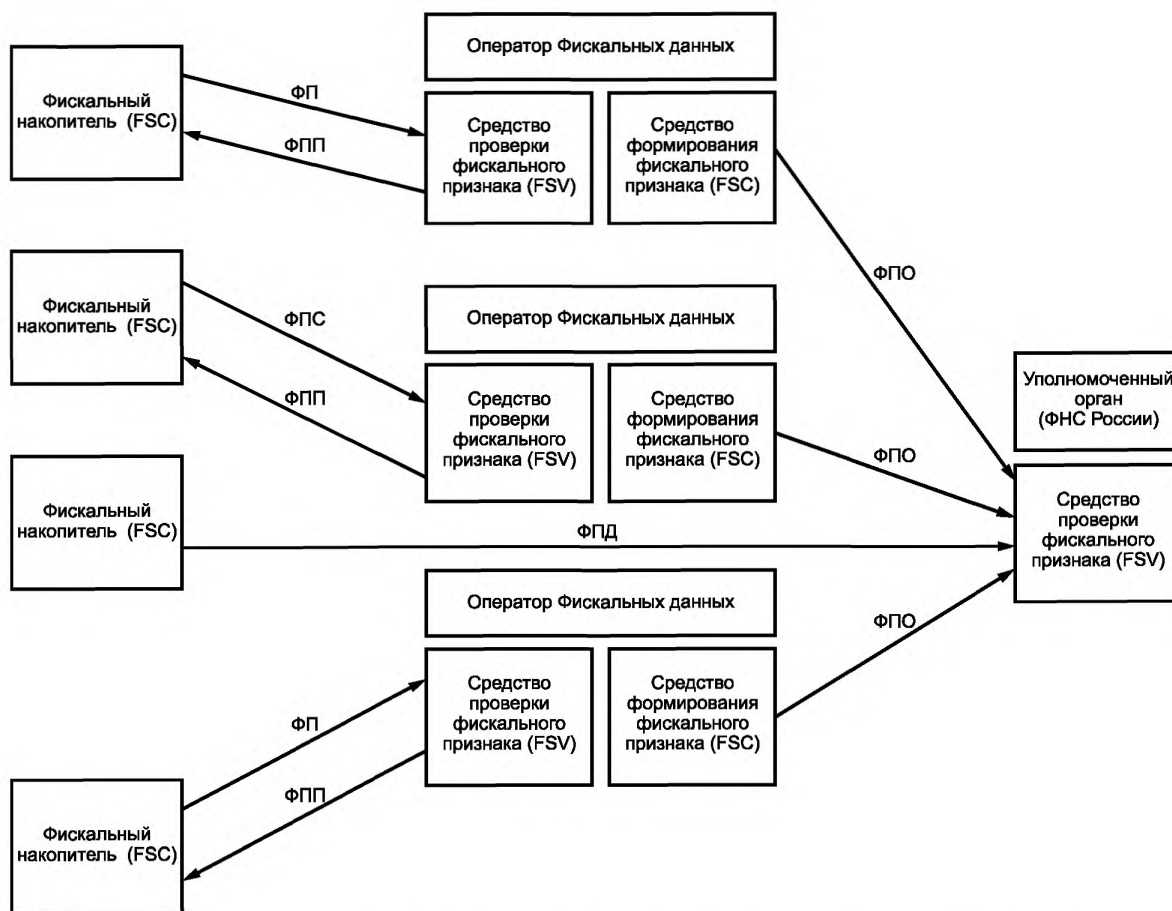 Оператор Фискальных данных
Фискальный
накопитель (FSC)
ФП
ФПП
Средство
проверки
фискального
признака (FSV)
Средство
формирования
фискального
признака (FSC)
ФПО
Фискальный
накопитель (FSC)
ФПС
ФПП
Оператор Фискальных данных
Средство
проверки
фискального
признака (FSV)
Средство
формирования
фискального
признака (FSC)
ФПО
Уполномоченный
орган
(ФНС России)
Средство
проверки
фискального
признака (FSV)
Фискальный
накопитель (FSC)
ФПД
Оператор Фискальных данных
Средство
проверки
фискального
признака (FSV)
Средство
формирования
фискального
признака (FSC)
ФПО
ФП
ФПП
Фискальный
накопитель (FSC)